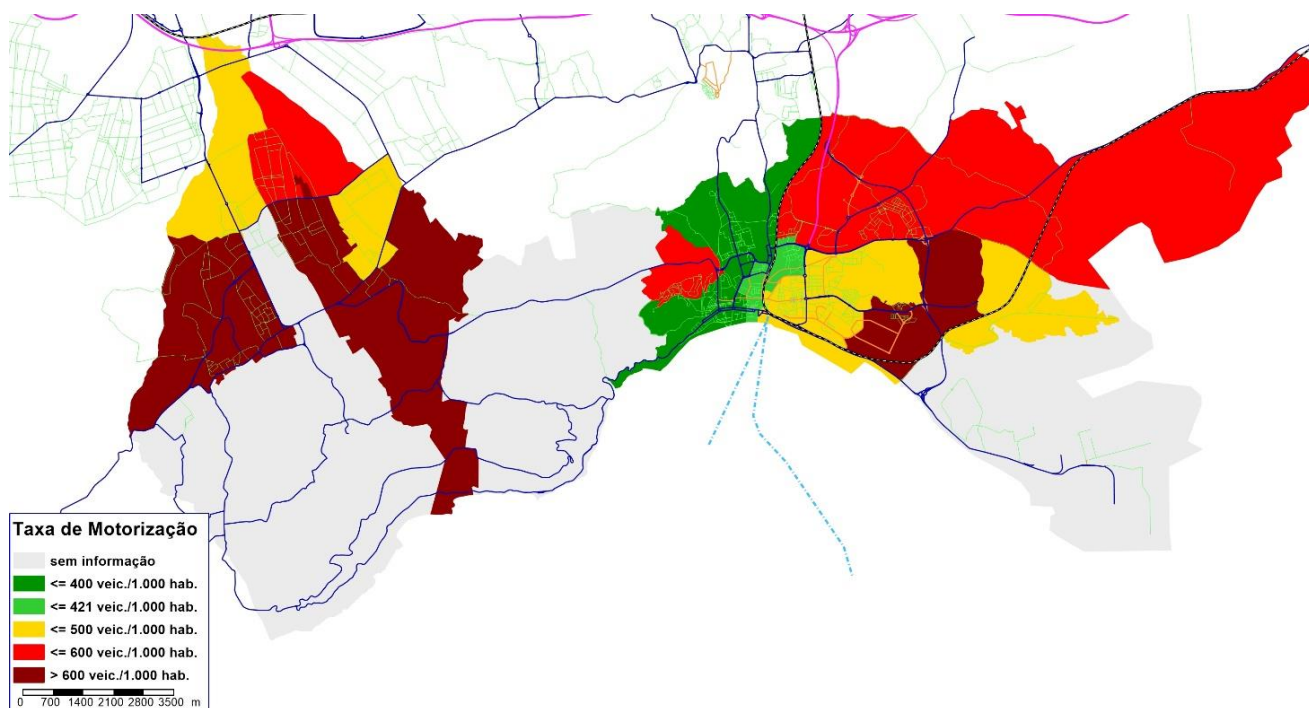 Taxa de Motorização
sem informação
<= 400 veic./1.000 hab.
<= 421 veic./1.000 hab.
<= 500 veic./1.000 hab.
<= 600 veic./1.000 hab.
> 600 veic./1.000 hab.
0 700 1400 2100 2800 3500 m